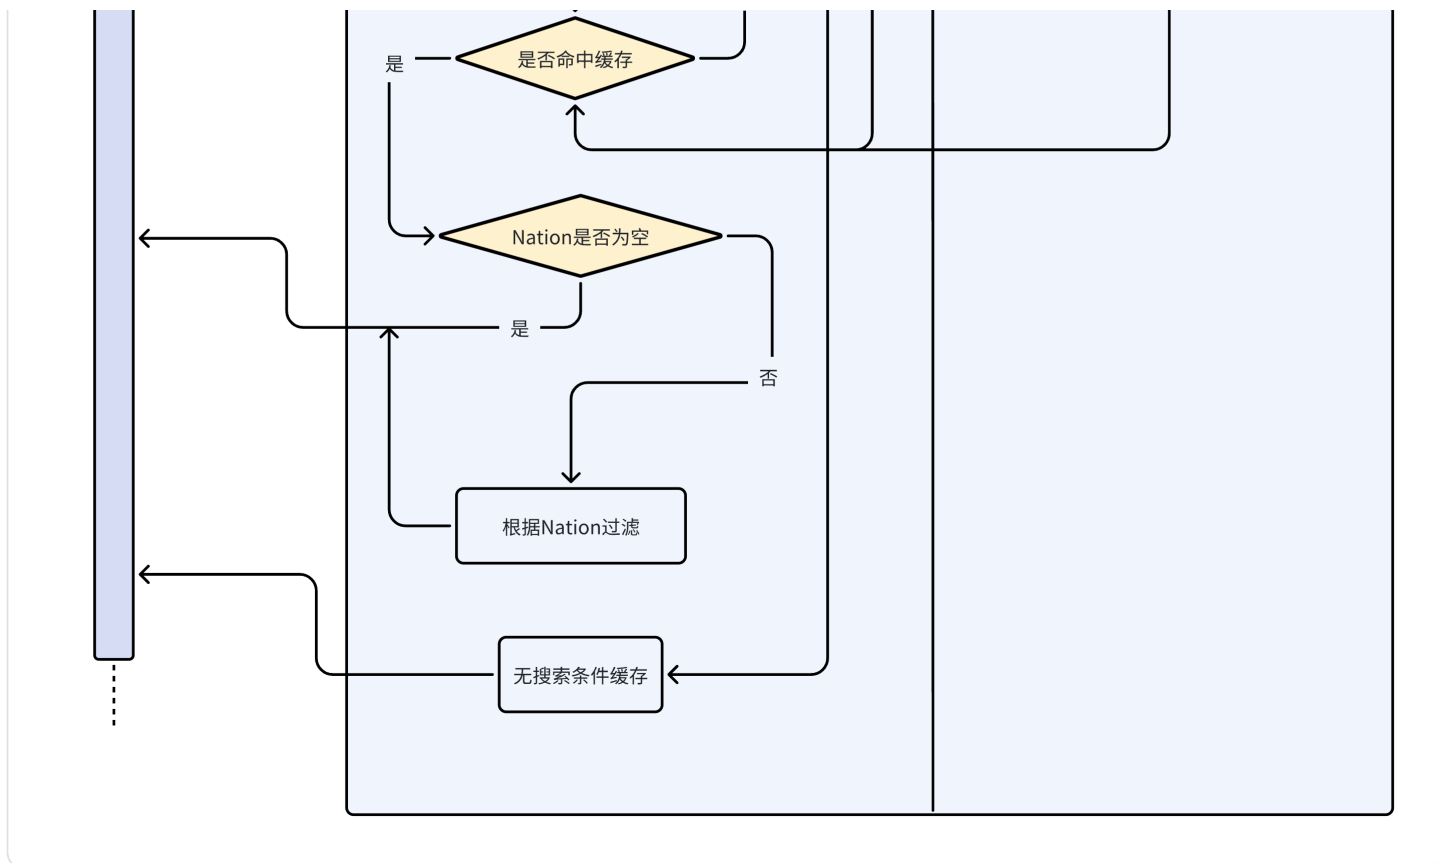 是否命中缓存
是
Nation是否为空
是
否
根据Nation过滤
无搜索条件缓存